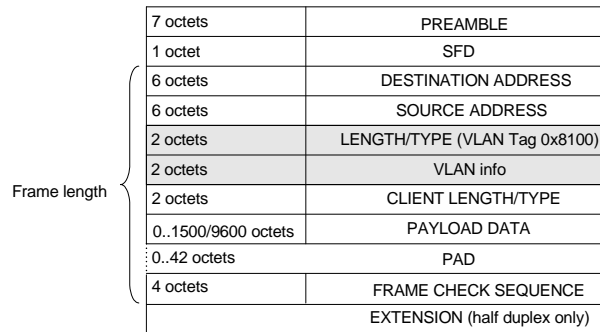 7 octets PREAMBLE
1 octet SFD
6 octets DESTINATION ADDRESS
6 octets SOURCE ADDRESS
2 octets LENGTH/TYPE (VLAN Tag 0x8100)
2 octets VLAN info
Frame length
2 octets CLIENT LENGTH/TYPE
0..1500/9600 octets PAYLOAD DATA
0..42 octets PAD
4 octets FRAME CHECK SEQUENCE
EXTENSION (half duplex only)